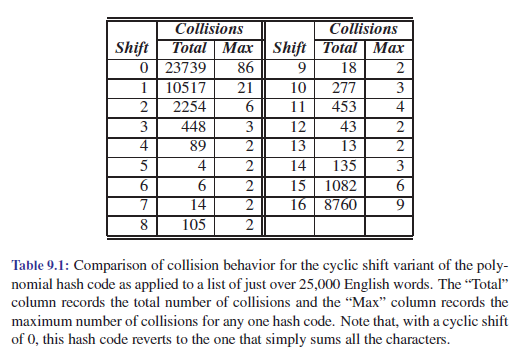 Collisions Collisions
Shift Total Max Shift Total Max
0 23739 86 9 18 2
1 10517 21 10 277 3
2 2254 6 11 453 4
3 448 3 12 43 2
4 89 2 13 13 2
5 4 2 14 135 3
6 6 2 15 1082 6
7 14 2 16 8760 9
8 105 2
Table 9.1: Comparison of collision behavior for the cyclic shift variant of the poly-
nomial hash code as applied to a list of just over 25,000 English words. The “Total”
column records the total number of collisions and the “Max” column records the
maximum number of collisions for any one hash code. Note that, with a cyclic shift
of 0, this hash code reverts to the one that simply sums all the characters.